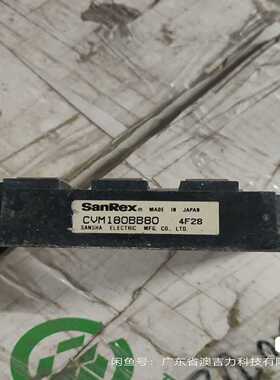 SanRex® MADE IN JAPAN
CVM180BB80 4F28
SANSHA ELECTRIC MFG. CO., LTD.
闲鱼号：广东省澳吉力科技有限